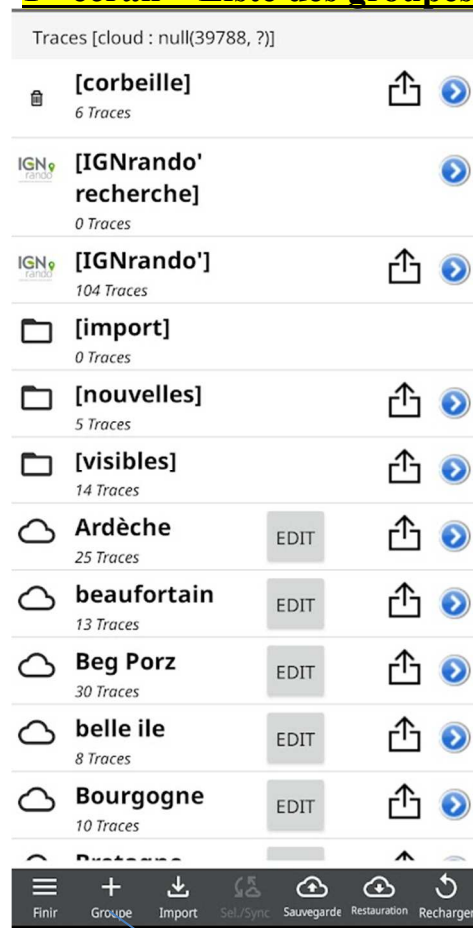 Traces [cloud : null(39788, ?)]
[corbeille]
6 Traces
IGN rando
[IGNrando'
recherche]
0 Traces
IGN rando
[IGNrando']
104 Traces
[import]
0 Traces
[nouvelles]
5 Traces
[visibles]
14 Traces
Ardèche
EDIT
25 Traces
beaufortain
EDIT
13 Traces
Beg Porz
EDIT
30 Traces
belle ile
EDIT
8 Traces
Bourgogne
EDIT
10 Traces
Bretagne
Finir Groupe Import Sel./Sync Sauvegarde Restauration Recharger